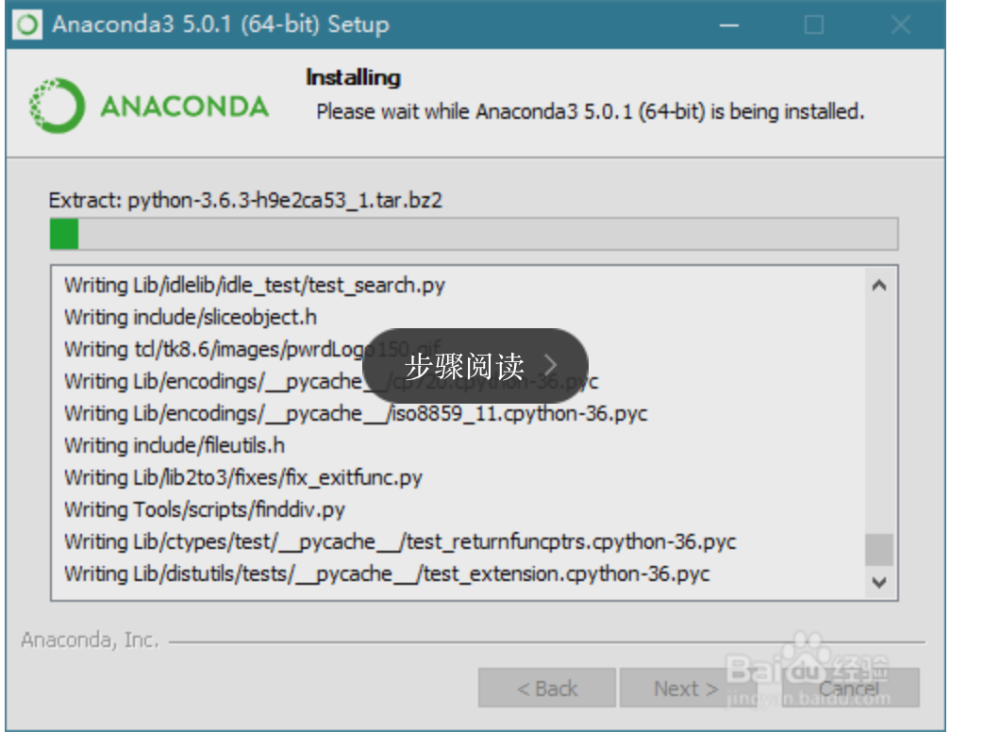 Anaconda3 5.0.1 (64-bit) Setup
ANACONDA
Installing
Please wait while Anaconda3 5.0.1 (64-bit) is being installed.
Extract: python-3.6.3-h9e2ca53_1.tar.bz2
Writing Lib/idlelib/idle_test/test_search.py
Writing include/sliceobject.h
Writing tcl/tk8.6/images/pwrdLogo150.gif
步骤阅读
Writing Lib/encodings/__pycache__/cp720.cpython-36.pyc
Writing Lib/encodings/__pycache__/iso8859_11.cpython-36.pyc
Writing include/fileutils.h
Writing Lib/lib2to3/fixes/fix_exitfunc.py
Writing Tools/scripts/finddiv.py
Writing Lib/ctypes/test/__pycache__/test_returnfuncptrs.cpython-36.pyc
Writing Lib/distutils/tests/__pycache__/test_extension.cpython-36.pyc
Anaconda, Inc.
< Back Next > Cancel
Baidu 经验
jingyan.baidu.com